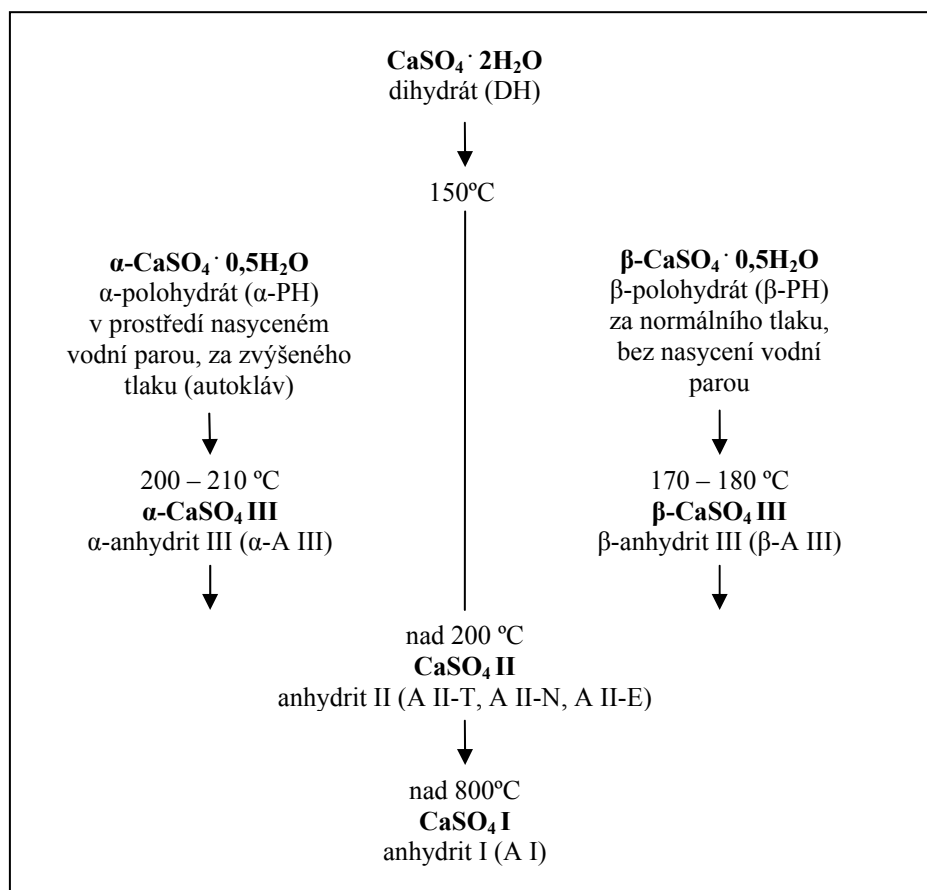 CaSO₄ · 2H₂O
dihydrát (DH)
150ºC
α-CaSO₄ · 0,5H₂O
α-polohydrát (α-PH)
v prostředí nasyceném
vodní parou, za zvýšeného
tlaku (autokláv)
β-CaSO₄ · 0,5H₂O
β-polohydrát (β-PH)
za normálního tlaku,
bez nasycení vodní
parou
200 – 210 ºC
α-CaSO₄ III
α-anhydrit III (α-A III)
170 – 180 ºC
β-CaSO₄ III
β-anhydrit III (β-A III)
nad 200 ºC
CaSO₄ II
anhydrit II (A II-T, A II-N, A II-E)
nad 800ºC
CaSO₄ I
anhydrit I (A I)